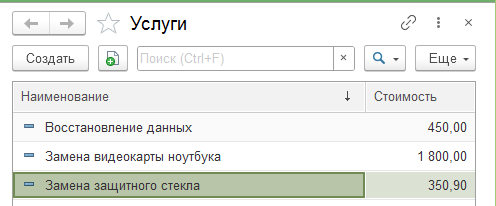 Услуги
Создать Поиск (Ctrl+F) × Еще
Наименование ↓ Стоимость
Восстановление данных 450,00
Замена видеокарты ноутбука 1 800,00
Замена защитного стекла 350,90